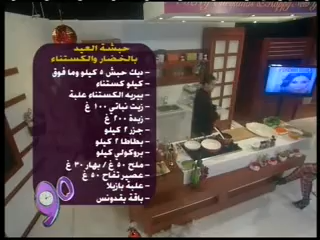 حبشة العيد
بالخضار والكستناء
- ديك حبش ٥ كيلو وما فوق
- كيلو كستناء
- بيريه الكستناء علبة
- زيت نباتي ١٠٠ غ
- زبدة ٢٠٠ غ
- جزر ٢ كيلو
- بطاطا ٢ كيلو
- بروكولي كيلو
- ملح ٥٠ غ / بهار ٣٠ غ
- عصير تفاح ٥٠٠ غ
- علبة بازيلا
- باقة بقدونس